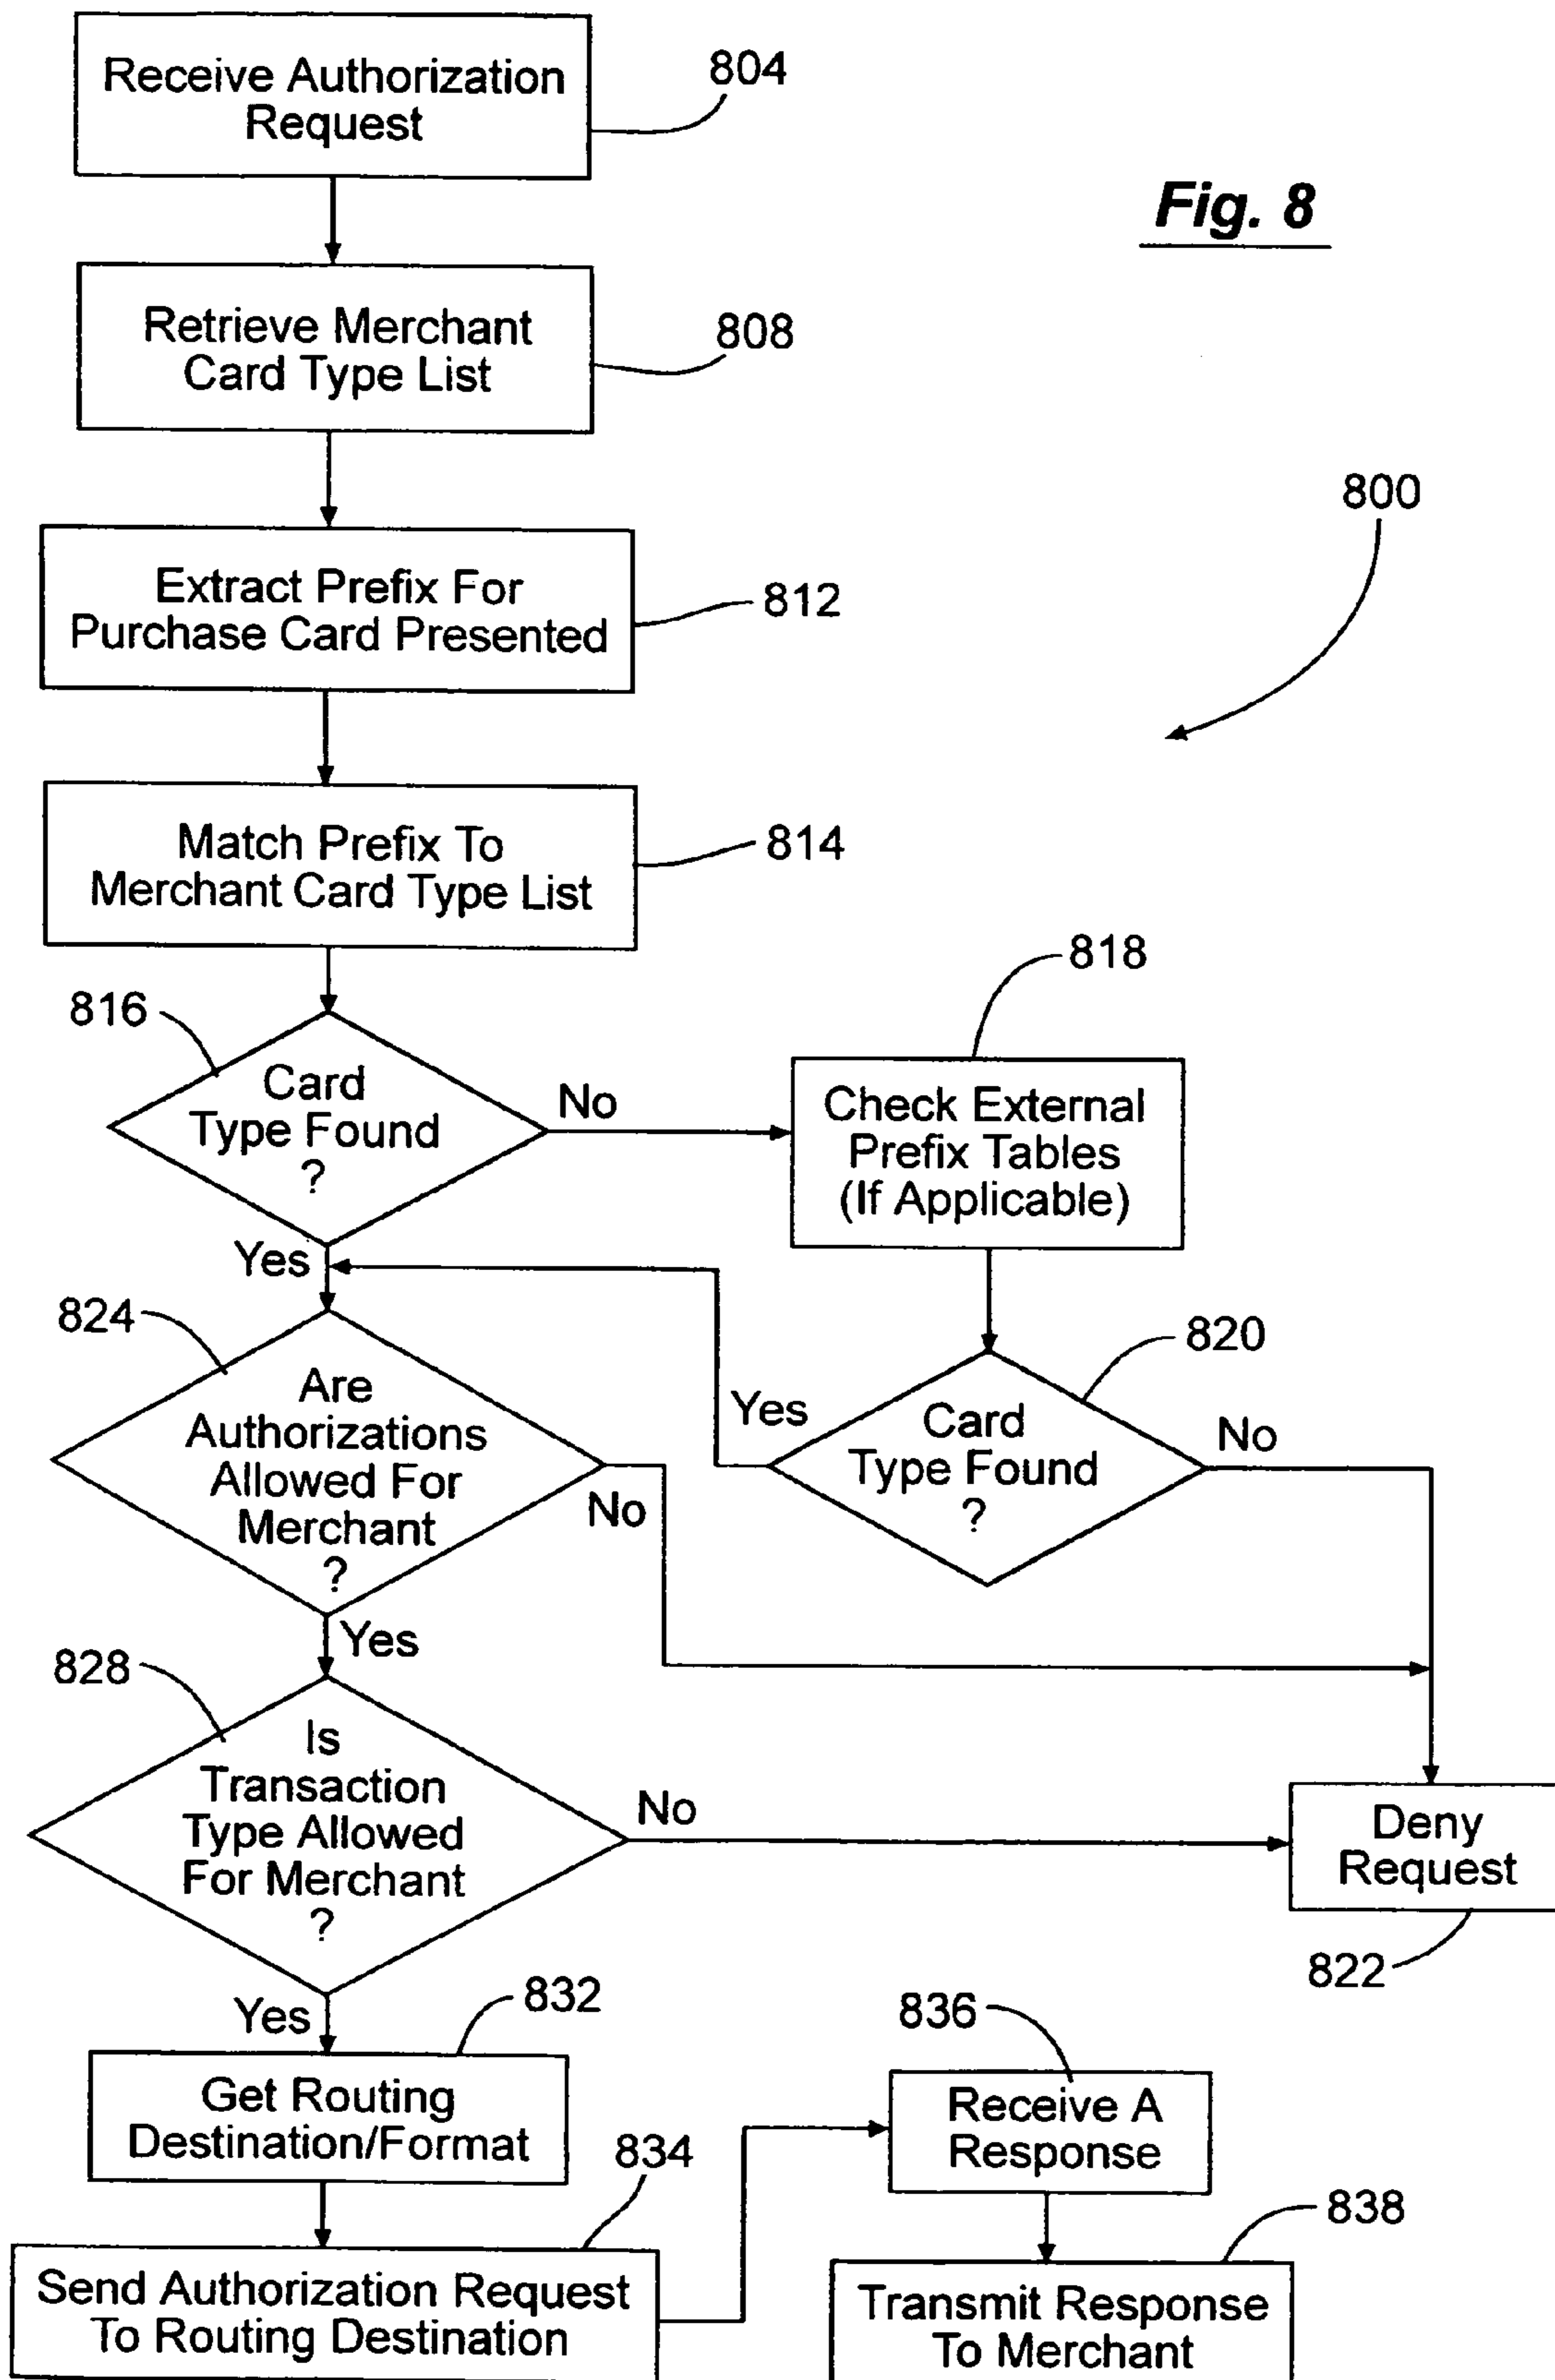 Receive Authorization
Request
804
Fig. 8
Retrieve Merchant
Card Type List
808
800
Extract Prefix For
Purchase Card Presented
812
Match Prefix To
Merchant Card Type List
814
816
Card
Type Found
?
No
Yes
818
Check External
Prefix Tables
(If Applicable)
820
Card
Type Found
?
Yes
No
824
Are
Authorizations
Allowed For
Merchant
?
No
Yes
828
Is
Transaction
Type Allowed
For Merchant
?
No
Yes
Deny
Request
822
832
Get Routing
Destination/Format
834
Send Authorization Request
To Routing Destination
836
Receive A
Response
838
Transmit Response
To Merchant